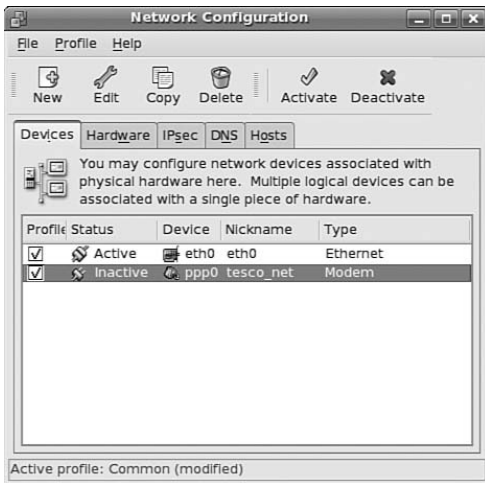 Network Configuration
File Profile Help
New Edit Copy Delete Activate Deactivate
Devices Hardware IPsec DNS Hosts
You may configure network devices associated with
physical hardware here. Multiple logical devices can be
associated with a single piece of hardware.
Profile Status Device Nickname Type
Active eth0 eth0 Ethernet
Inactive ppp0 tesco_net Modem
Active profile: Common (modified)